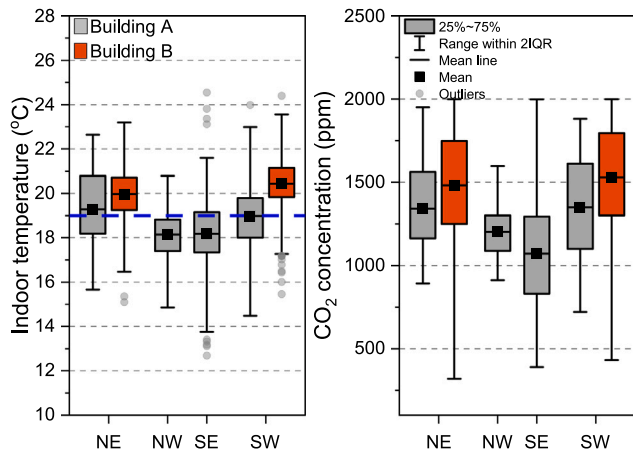 Indoor temperature (°C)
28
26
24
22
20
18
16
14
12
10
Building A
Building B
NE
NW
SE
SW
CO₂ concentration (ppm)
2500
2000
1500
1000
500
25%~75%
Range within 2IQR
Mean line
Mean
Outliers
NE
NW
SE
SW